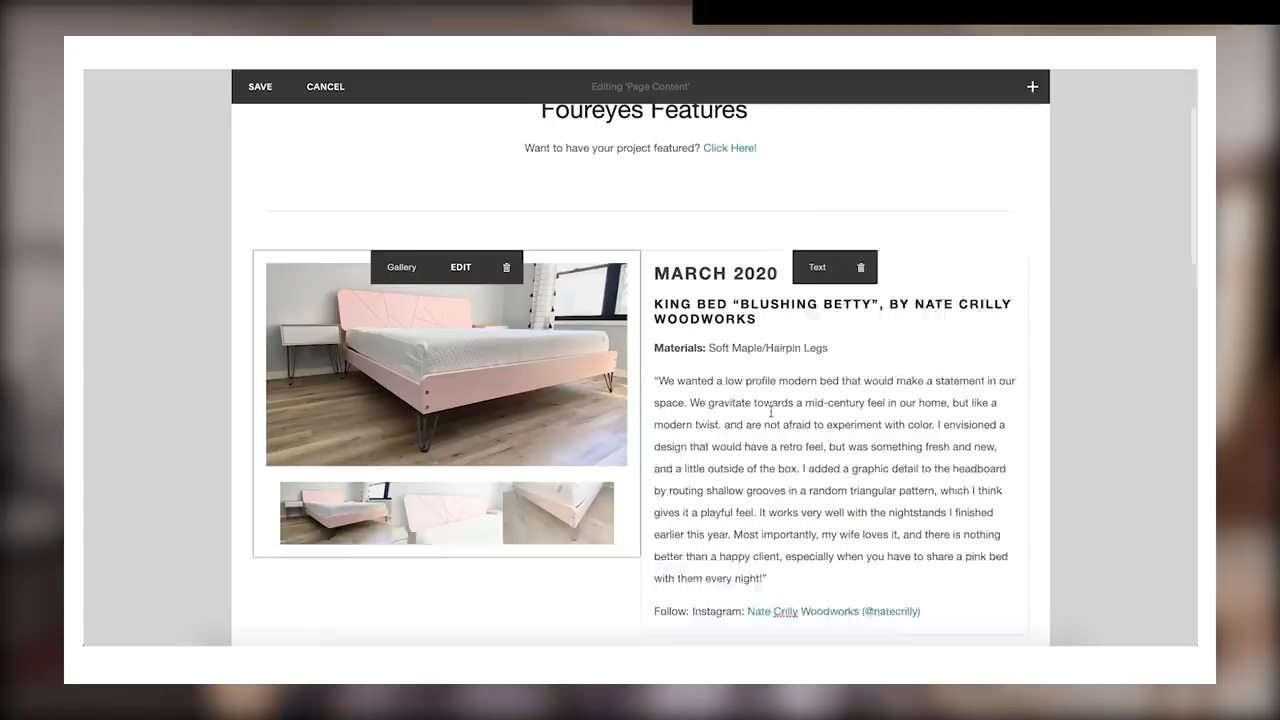 SAVE CANCEL Editing 'Page Content' +
Foureyes Features
Want to have your project featured? Click Here!
Gallery EDIT
Text
MARCH 2020
KING BED “BLUSHING BETTY”, BY NATE CRILLY
WOODWORKS
Materials: Soft Maple/Hairpin Legs
“We wanted a low profile modern bed that would make a statement in our
space. We gravitate towards a mid-century feel in our home, but like a
modern twist. and are not afraid to experiment with color. I envisioned a
design that would have a retro feel, but was something fresh and new,
and a little outside of the box. I added a graphic detail to the headboard
by routing shallow grooves in a random triangular pattern, which I think
gives it a playful feel. It works very well with the nightstands I finished
earlier this year. Most importantly, my wife loves it, and there is nothing
better than a happy client, especially when you have to share a pink bed
with them every night!”
Follow: Instagram: Nate Crilly Woodworks (@natecrilly)